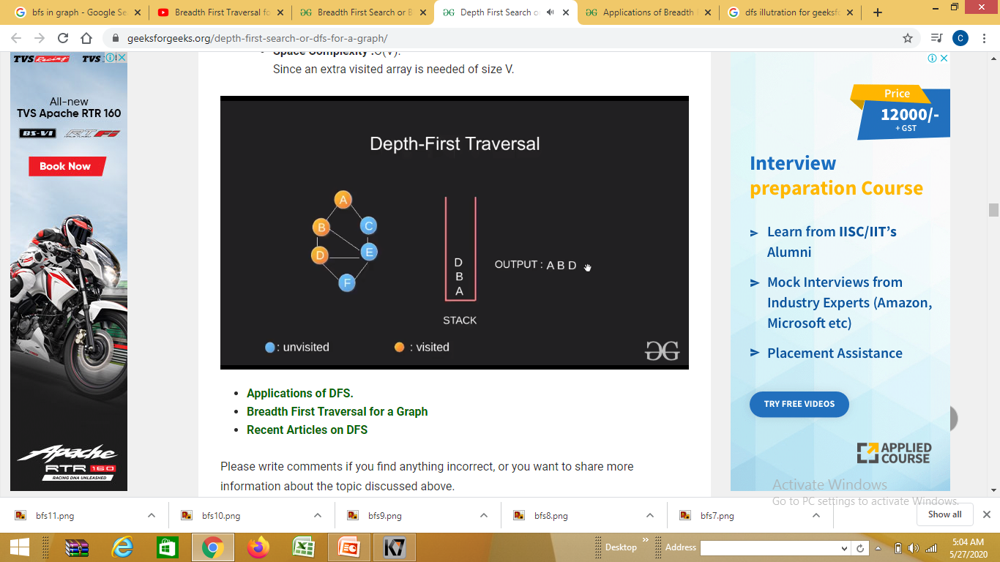 bfs in graph - Google Se
Breadth First Traversal fo
Breadth First Search or B
Depth First Search or
Applications of Breadth
dfs illutration for geeksfo
geeksforgeeks.org/depth-first-search-or-dfs-for-a-graph/
C
TVS Racing TVS
All-new
TVS Apache RTR 160
BS-VI RT Fi
Book Now
Apache
RTR 160
RACING DNA UNLEASHED
Space Complexity :O(V).
Since an extra visited array is needed of size V.
Depth-First Traversal
A
B
C
D
E
F
D
B
A
STACK
OUTPUT : A B D
: unvisited
: visited
Applications of DFS.
Breadth First Traversal for a Graph
Recent Articles on DFS
Please write comments if you find anything incorrect, or you want to share more
information about the topic discussed above.
Price
12000/-
+ GST
Interview
preparation Course
Learn from IISC/IIT's
Alumni
Mock Interviews from
Industry Experts (Amazon,
Microsoft etc)
Placement Assistance
TRY FREE VIDEOS
APPLIED
COURSE
Activate Windows
Go to PC settings to activate Windows.
bfs11.png
bfs10.png
bfs9.png
bfs8.png
bfs7.png
Show all
Desktop
Address
5:04 AM
5/27/2020